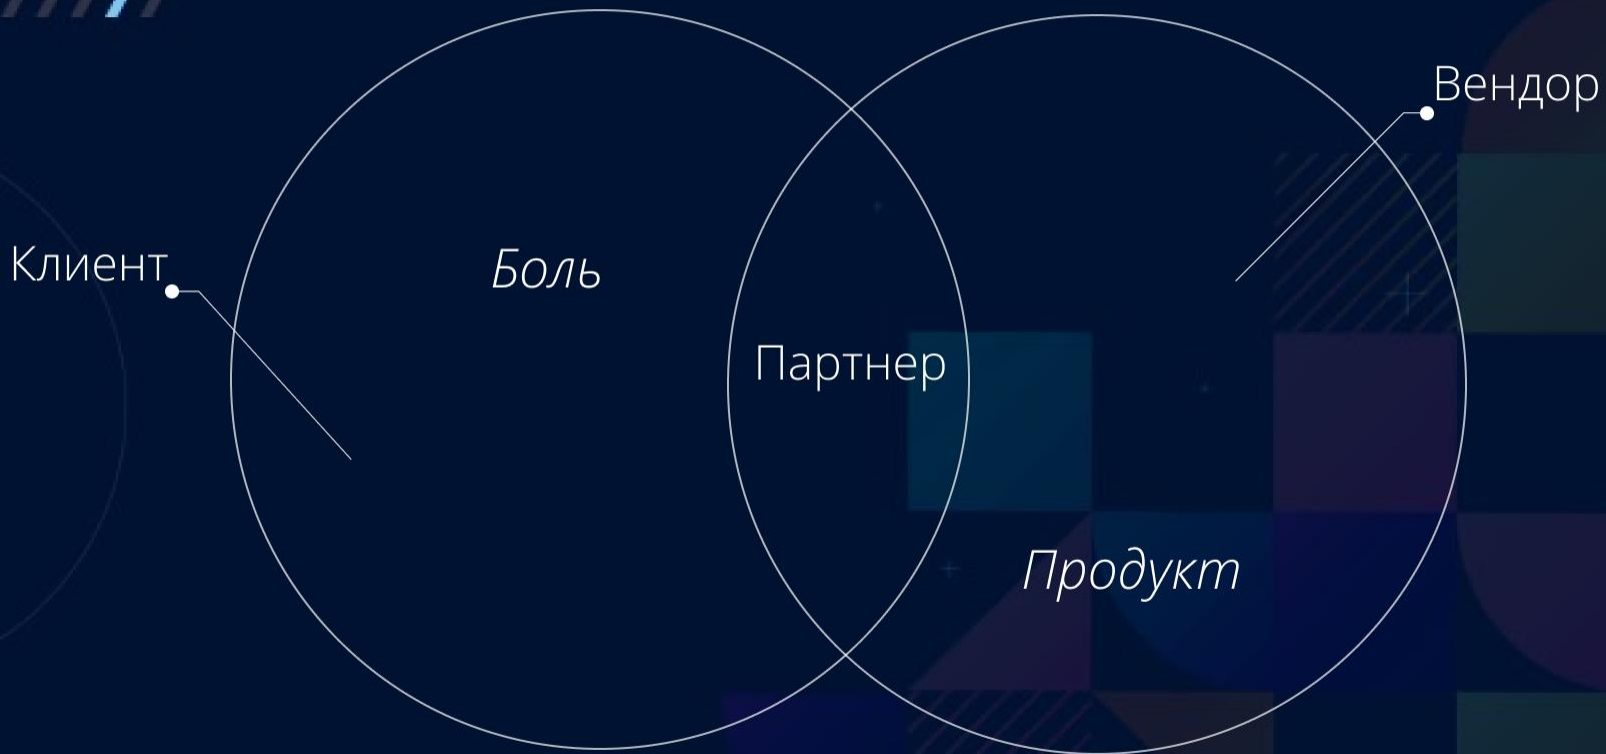 Вендор
Клиент
Боль
Партнер
Продукт